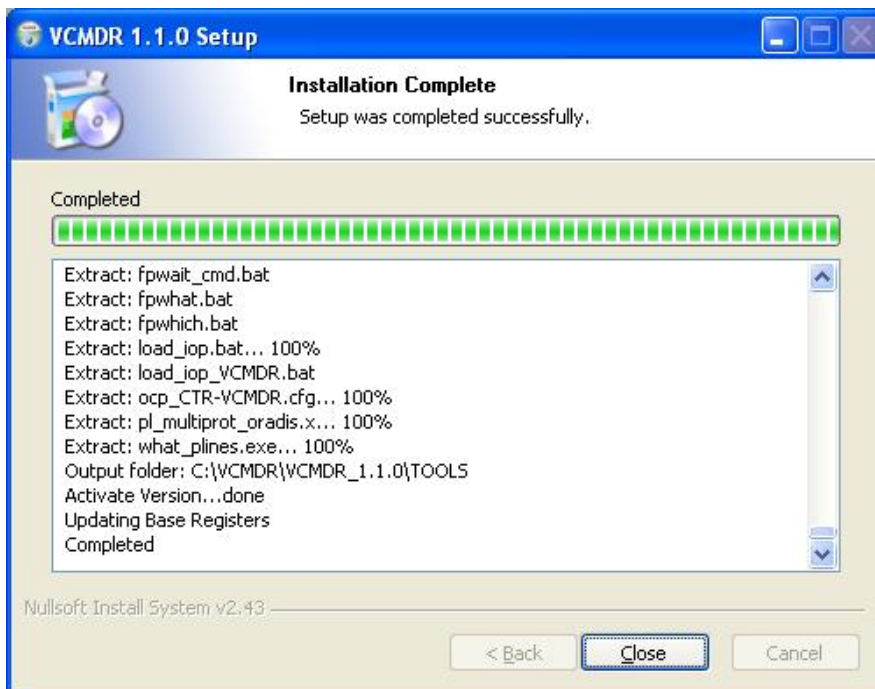 VCMDR 1.1.0 Setup
Installation Complete
Setup was completed successfully.
Completed
Extract: fpwait_cmd.bat
Extract: fpwhat.bat
Extract: fpwhich.bat
Extract: load_iop.bat... 100%
Extract: load_iop_VCMDR.bat
Extract: ocp_CTR-VCMDR.cfg... 100%
Extract: pl_multiprot_oradis.x... 100%
Extract: what_plines.exe... 100%
Output folder: C:\VCMDR\VCMDR_1.1.0\TOOLS
Activate Version...done
Updating Base Registers
Completed
Nullsoft Install System v2.43
< Back Close Cancel